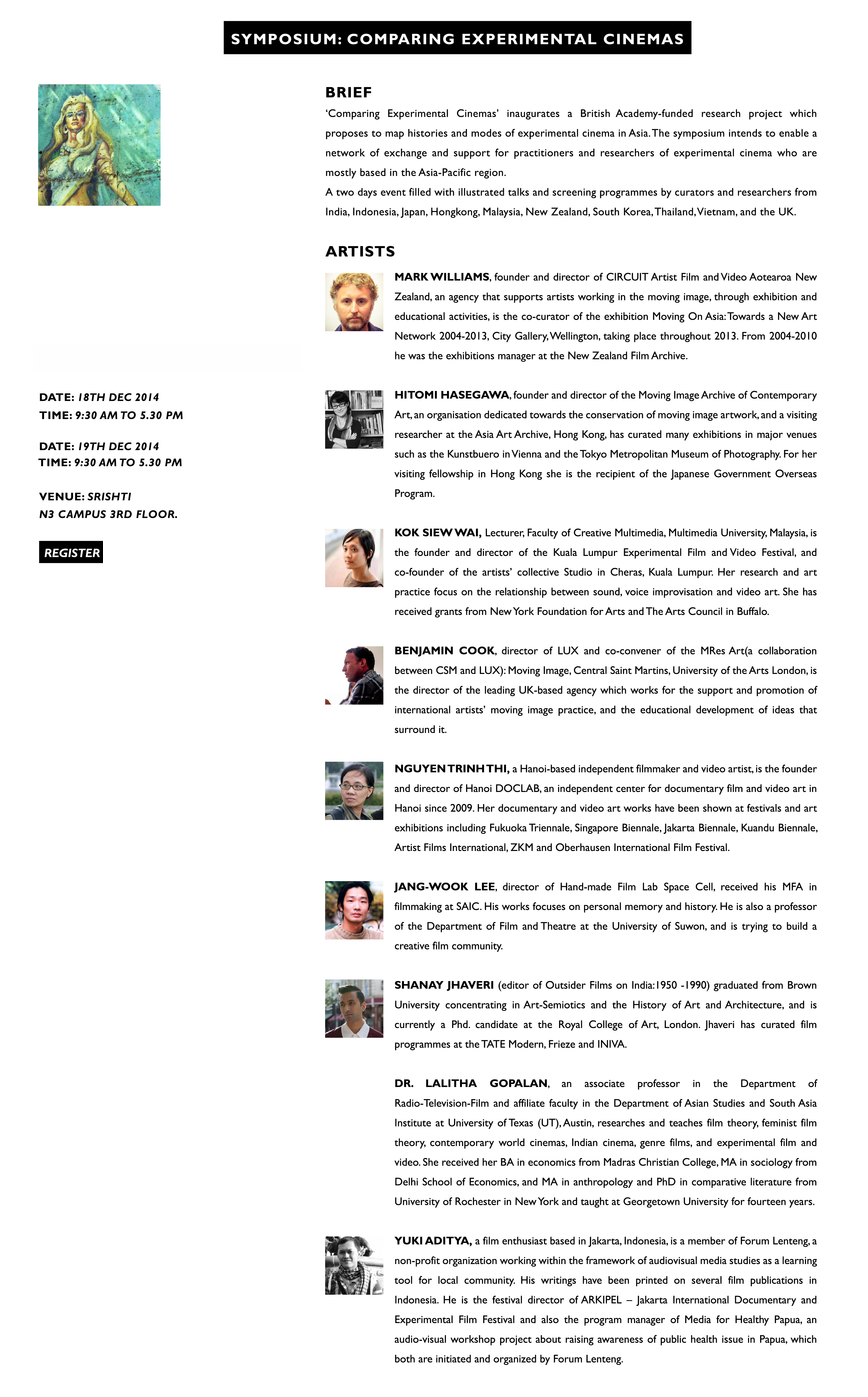 SYMPOSIUM: COMPARING EXPERIMENTAL CINEMAS
DATE: 18TH DEC 2014
TIME: 9:30 AM TO 5.30 PM
DATE: 19TH DEC 2014
TIME: 9:30 AM TO 5.30 PM
VENUE: SRISHTI
N3 CAMPUS 3RD FLOOR.
REGISTER
BRIEF
‘Comparing Experimental Cinemas’ inaugurates a British Academy-funded research project which
proposes to map histories and modes of experimental cinema in Asia. The symposium intends to enable a
network of exchange and support for practitioners and researchers of experimental cinema who are
mostly based in the Asia-Pacific region.
A two days event filled with illustrated talks and screening programmes by curators and researchers from
India, Indonesia, Japan, Hongkong, Malaysia, New Zealand, South Korea, Thailand, Vietnam, and the UK.
ARTISTS
MARK WILLIAMS, founder and director of CIRCUIT Artist Film and Video Aotearoa New
Zealand, an agency that supports artists working in the moving image, through exhibition and
educational activities, is the co-curator of the exhibition Moving On Asia: Towards a New Art
Network 2004-2013, City Gallery, Wellington, taking place throughout 2013. From 2004-2010
he was the exhibitions manager at the New Zealand Film Archive.
HITOMI HASEGAWA, founder and director of the Moving Image Archive of Contemporary
Art, an organisation dedicated towards the conservation of moving image artwork, and a visiting
researcher at the Asia Art Archive, Hong Kong, has curated many exhibitions in major venues
such as the Kunstbuero in Vienna and the Tokyo Metropolitan Museum of Photography. For her
visiting fellowship in Hong Kong she is the recipient of the Japanese Government Overseas
Program.
KOK SIEW WAI, Lecturer, Faculty of Creative Multimedia, Multimedia University, Malaysia, is
the founder and director of the Kuala Lumpur Experimental Film and Video Festival, and
co-founder of the artists’ collective Studio in Cheras, Kuala Lumpur. Her research and art
practice focus on the relationship between sound, voice improvisation and video art. She has
received grants from New York Foundation for Arts and The Arts Council in Buffalo.
BENJAMIN COOK, director of LUX and co-convener of the MRes Art(a collaboration
between CSM and LUX): Moving Image, Central Saint Martins, University of the Arts London, is
the director of the leading UK-based agency which works for the support and promotion of
international artists’ moving image practice, and the educational development of ideas that
surround it.
NGUYEN TRINH THI, a Hanoi-based independent filmmaker and video artist, is the founder
and director of Hanoi DOCLAB, an independent center for documentary film and video art in
Hanoi since 2009. Her documentary and video art works have been shown at festivals and art
exhibitions including Fukuoka Triennale, Singapore Biennale, Jakarta Biennale, Kuandu Biennale,
Artist Films International, ZKM and Oberhausen International Film Festival.
JANG-WOOK LEE, director of Hand-made Film Lab Space Cell, received his MFA in
filmmaking at SAIC. His works focuses on personal memory and history. He is also a professor
of the Department of Film and Theatre at the University of Suwon, and is trying to build a
creative film community.
SHANAY JHAVERI (editor of Outsider Films on India:1950 -1990) graduated from Brown
University concentrating in Art-Semiotics and the History of Art and Architecture, and is
currently a Phd. candidate at the Royal College of Art, London. Jhaveri has curated film
programmes at the TATE Modern, Frieze and INIVA.
DR. LALITHA GOPALAN, an associate professor in the Department of
Radio-Television-Film and affiliate faculty in the Department of Asian Studies and South Asia
Institute at University of Texas (UT), Austin, researches and teaches film theory, feminist film
theory, contemporary world cinemas, Indian cinema, genre films, and experimental film and
video. She received her BA in economics from Madras Christian College, MA in sociology from
Delhi School of Economics, and MA in anthropology and PhD in comparative literature from
University of Rochester in New York and taught at Georgetown University for fourteen years.
YUKI ADITYA, a film enthusiast based in Jakarta, Indonesia, is a member of Forum Lenteng, a
non-profit organization working within the framework of audiovisual media studies as a learning
tool for local community. His writings have been printed on several film publications in
Indonesia. He is the festival director of ARKIPEL – Jakarta International Documentary and
Experimental Film Festival and also the program manager of Media for Healthy Papua, an
audio-visual workshop project about raising awareness of public health issue in Papua, which
both are initiated and organized by Forum Lenteng.